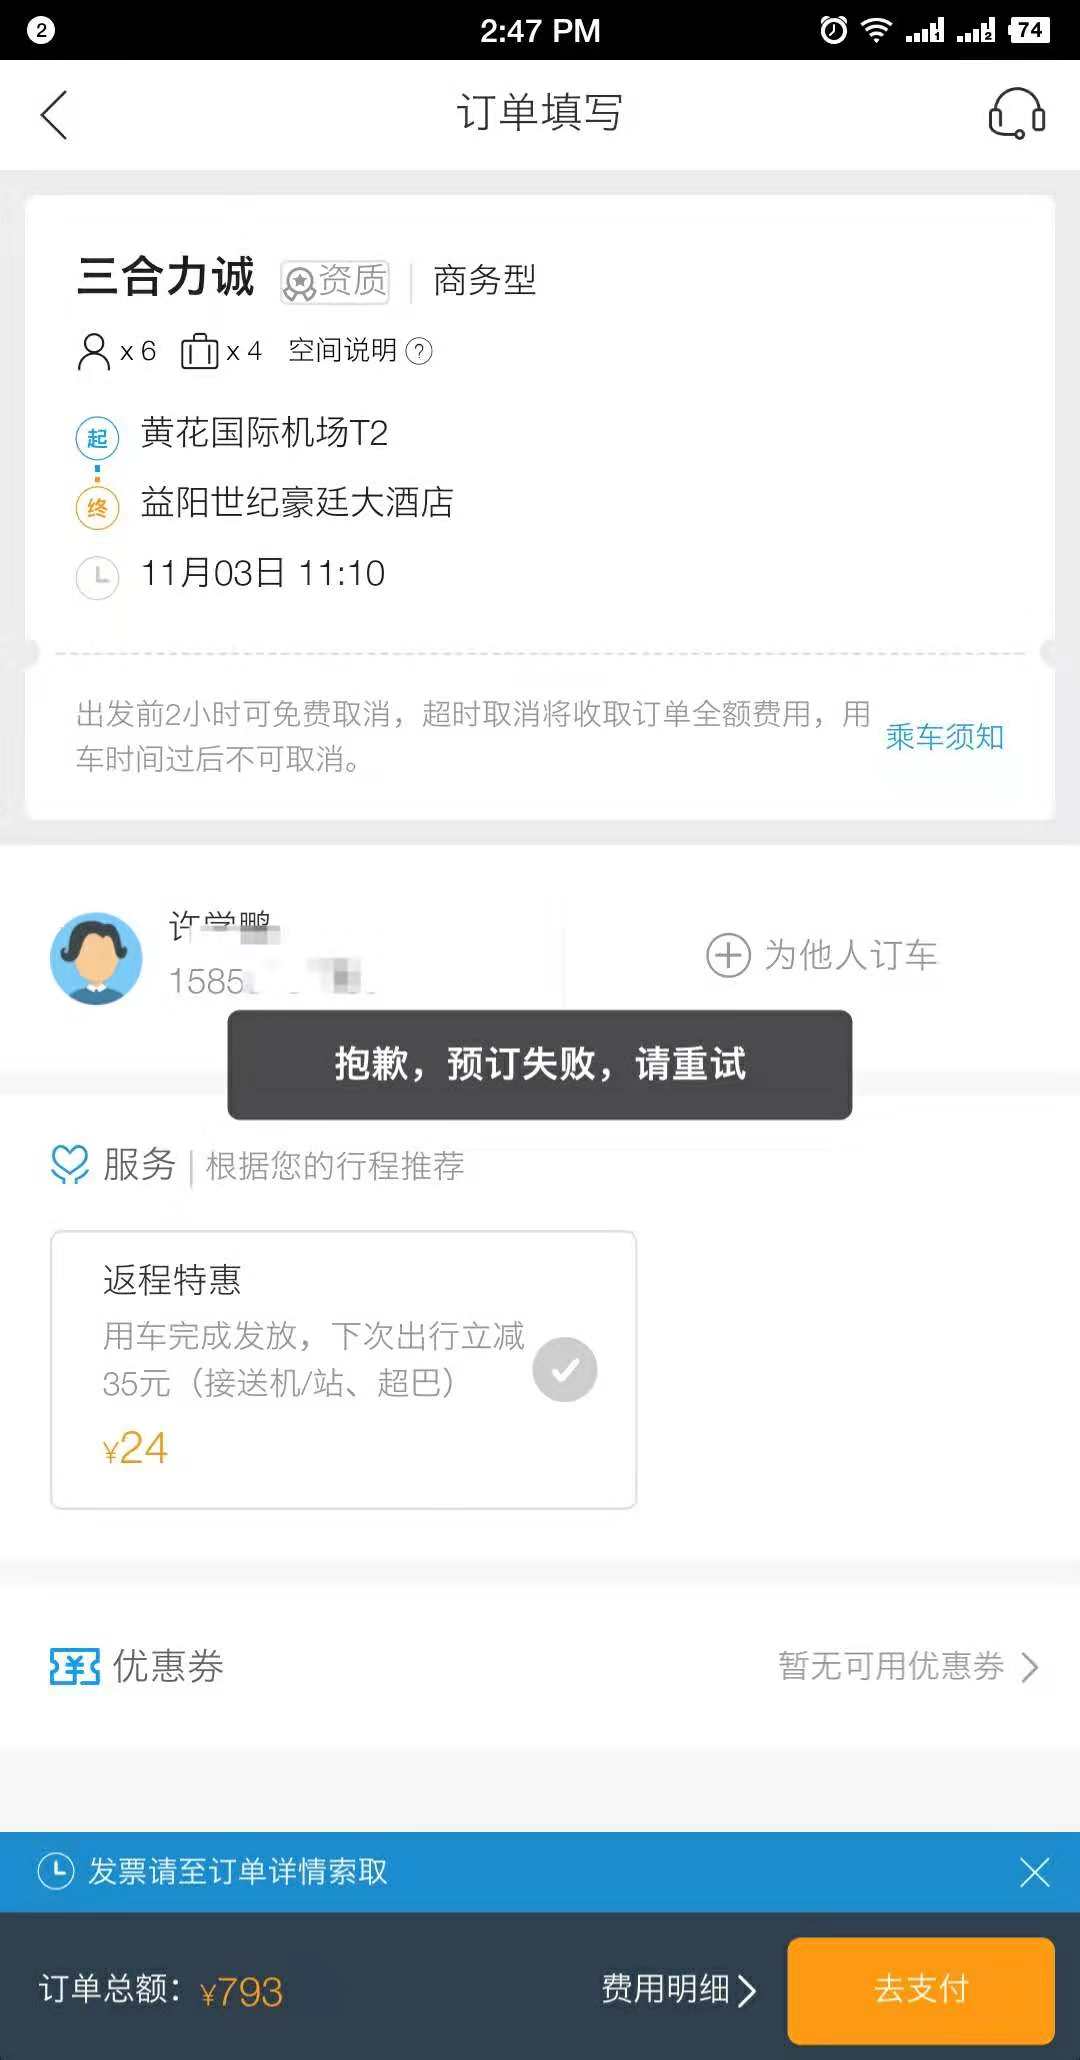 2
2:47 PM
1
2
74
订单填写
三合力诚
资质
商务型
x 6
x 4
空间说明
?
起
黄花国际机场T2
终
益阳世纪豪廷大酒店
11月03日 11:10
出发前2小时可免费取消，超时取消将收取订单全额费用，用
车时间过后不可取消。
乘车须知
许学鹏
1585
为他人订车
抱歉，预订失败，请重试
服务
根据您的行程推荐
返程特惠
用车完成发放，下次出行立减
35元（接送机/站、超巴）
¥24
优惠券
暂无可用优惠券
发票请至订单详情索取
订单总额：¥793
费用明细
去支付